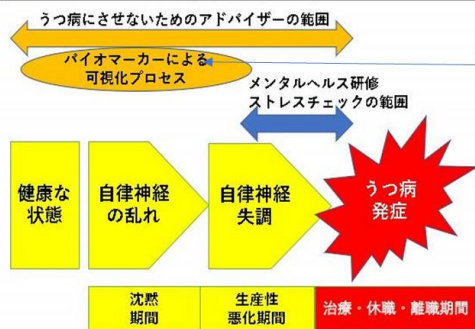 うつ病にさせないためのアドバイザーの範囲
バイオマーカーによる
可視化プロセス
メンタルヘルス研修
ストレスチェックの範囲
健康な
状態
自律神経
の乱れ
自律神経
失調
うつ病
発症
沈黙
期間
生産性
悪化期間
治療・休職・離職期間